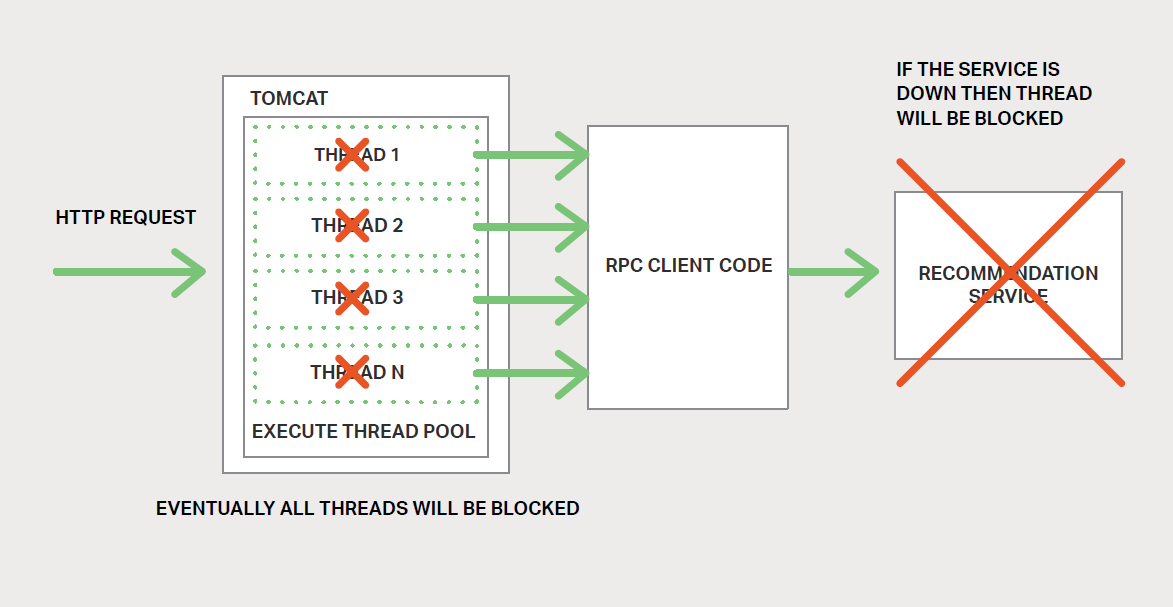 HTTP REQUEST
TOMCAT
THREAD 1
THREAD 2
THREAD 3
THREAD N
EXECUTE THREAD POOL
EVENTUALLY ALL THREADS WILL BE BLOCKED
RPC CLIENT CODE
IF THE SERVICE IS
DOWN THEN THREAD
WILL BE BLOCKED
RECOMMENDATION
SERVICE